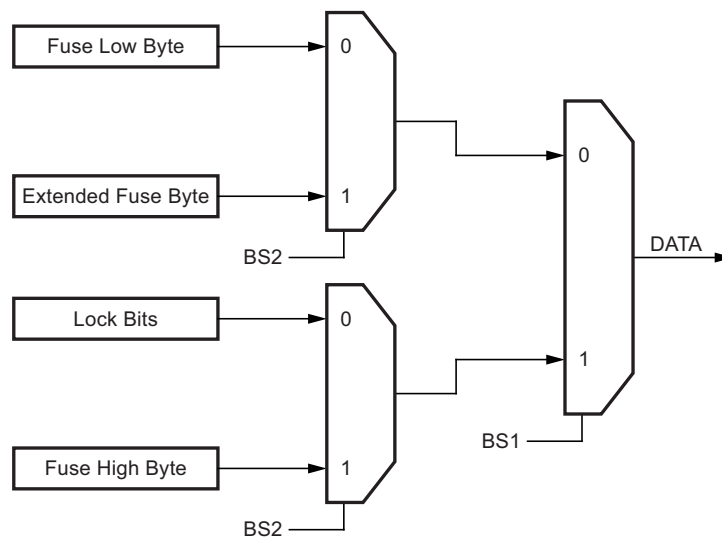 Fuse Low Byte
0
Extended Fuse Byte
1
BS2
0
DATA
Lock Bits
0
1
BS1
Fuse High Byte
1
BS2